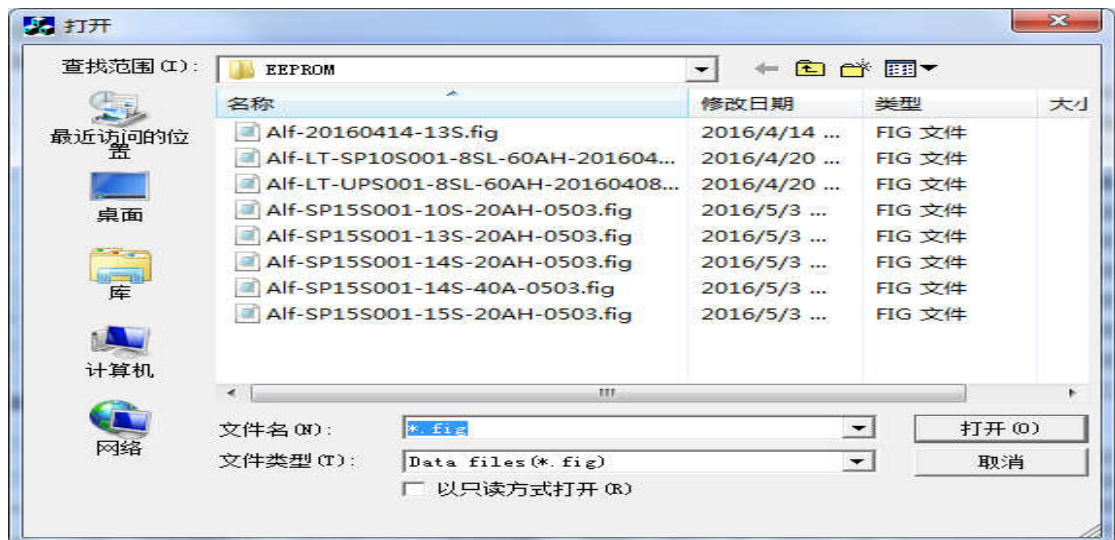 打开
查找范围(I):
EEPROM
名称 修改日期 类型 大小
Alf-20160414-13S.fig 2016/4/14 ... FIG 文件
Alf-LT-SP10S001-8SL-60AH-201604... 2016/4/20 ... FIG 文件
Alf-LT-UPS001-8SL-60AH-20160408... 2016/4/20 ... FIG 文件
Alf-SP15S001-10S-20AH-0503.fig 2016/5/3 ... FIG 文件
Alf-SP15S001-13S-20AH-0503.fig 2016/5/3 ... FIG 文件
Alf-SP15S001-14S-20AH-0503.fig 2016/5/3 ... FIG 文件
Alf-SP15S001-14S-40A-0503.fig 2016/5/3 ... FIG 文件
Alf-SP15S001-15S-20AH-0503.fig 2016/5/3 ... FIG 文件
最近访问的位
置
桌面
库
计算机
网络
文件名(N): *.fig 打开(O)
文件类型(T): Data files(*.fig) 取消
以只读方式打开(R)